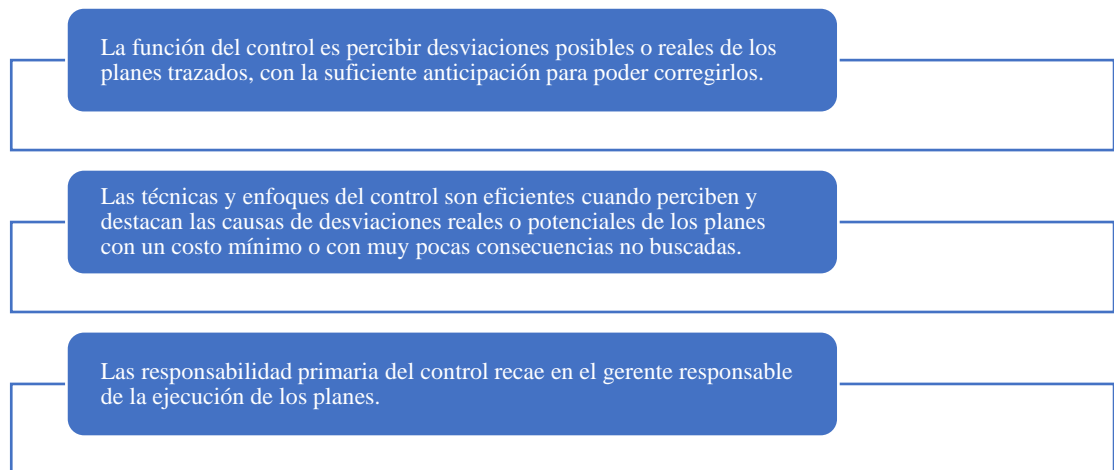 La función del control es percibir desviaciones posibles o reales de los
planes trazados, con la suficiente anticipación para poder corregirlos.
Las técnicas y enfoques del control son eficientes cuando perciben y
destacan las causas de desviaciones reales o potenciales de los planes
con un costo mínimo o con muy pocas consecuencias no buscadas.
Las responsabilidad primaria del control recae en el gerente responsable
de la ejecución de los planes.